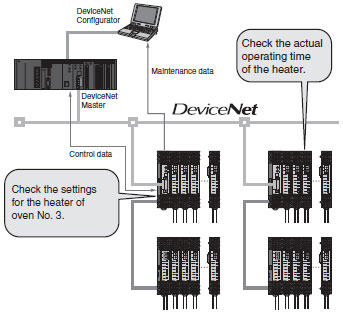 DeviceNet
Configurator
Check the actual
operating time
of the heater.
Maintenance data
DeviceNet
Master
DeviceNet
Control data
Check the settings
for the heater of
oven No. 3.